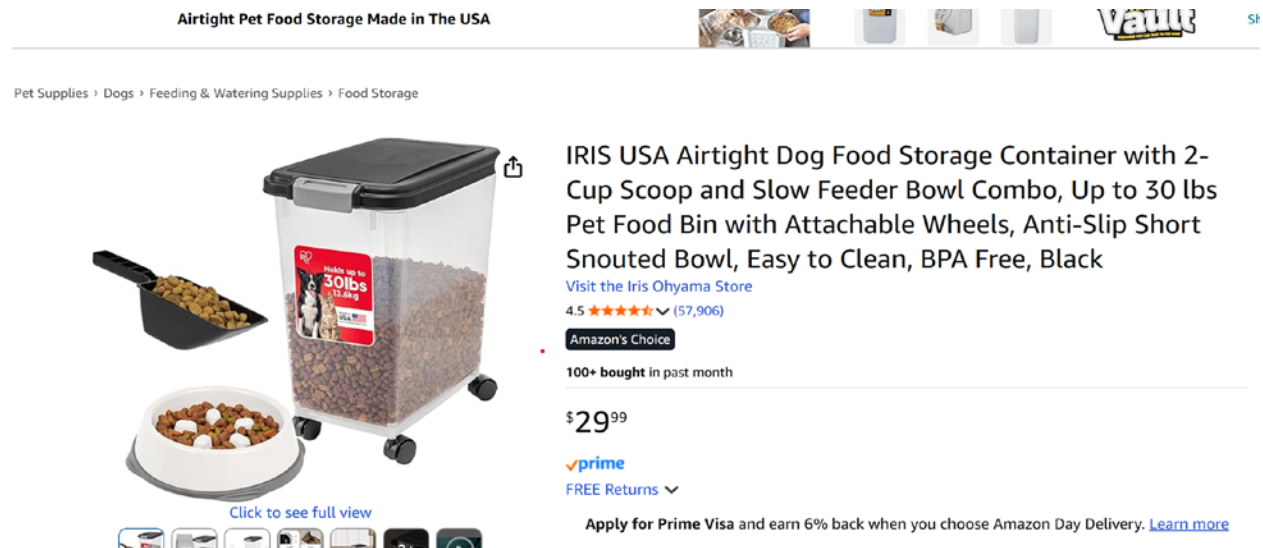 Airtight Pet Food Storage Made in The USA
Vault
Pet Supplies › Dogs › Feeding & Watering Supplies › Food Storage
IRIS USA Airtight Dog Food Storage Container with 2-
Cup Scoop and Slow Feeder Bowl Combo, Up to 30 lbs
Pet Food Bin with Attachable Wheels, Anti-Slip Short
Snouted Bowl, Easy to Clean, BPA Free, Black
Visit the Iris Ohyama Store
4.5 (57,906)
Amazon's Choice
100+ bought in past month
$29 99
prime
FREE Returns
Apply for Prime Visa and earn 6% back when you choose Amazon Day Delivery. Learn more
Holds up to
30lbs
13.6kg
USA
Click to see full view